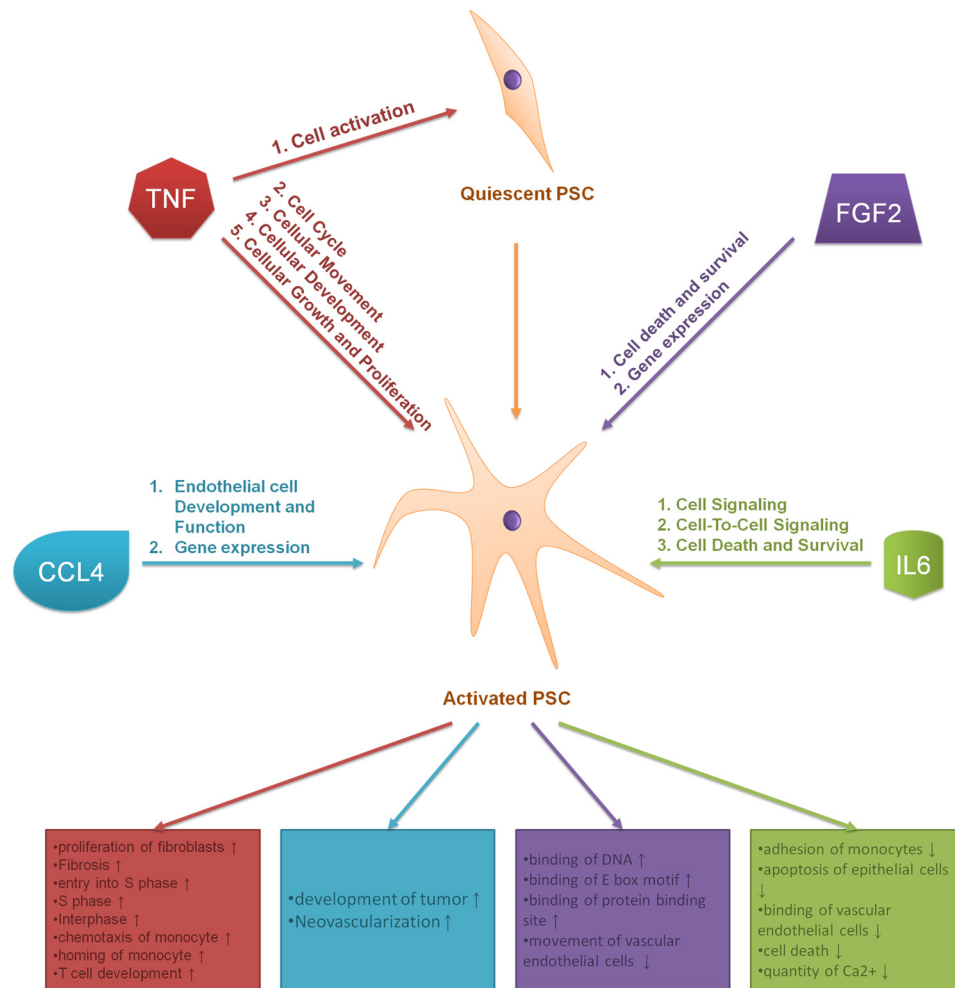 1. Cell activation
TNF
Quiescent PSC
FGF2
2. Cell Cycle
3. Cellular Movement
4. Cellular Development
5. Cellular Growth and Proliferation
1. Cell death and survival
2. Gene expression
1. Endothelial cell
Development and
Function
2. Gene expression
CCL4
1. Cell Signaling
2. Cell-To-Cell Signaling
3. Cell Death and Survival
IL6
Activated PSC
•proliferation of fibroblasts ↑
•Fibrosis ↑
•entry into S phase ↑
•S phase ↑
•Interphase ↑
•chemotaxis of monocyte ↑
•homing of monocyte ↑
•T cell development ↑
•development of tumor ↑
•Neovascularization ↑
•binding of DNA ↑
•binding of E box motif ↑
•binding of protein binding
site ↑
•movement of vascular
endothelial cells ↓
•adhesion of monocytes ↓
•apoptosis of epithelial cells
↓
•binding of vascular
endothelial cells ↓
•cell death ↓
•quantity of Ca2+ ↓